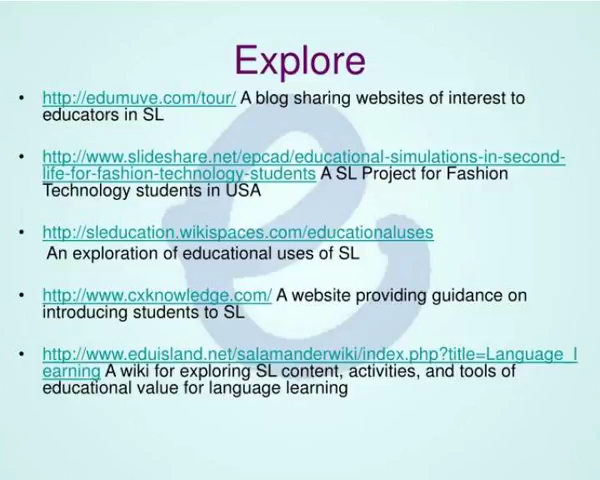 Explore
• http://edumuve.com/tour/ A blog sharing websites of interest to
educators in SL
• http://www.slideshare.net/epcad/educational-simulations-in-second-
life-for-fashion-technology-students A SL Project for Fashion
Technology students in USA
• http://sleducation.wikispaces.com/educationaluses
An exploration of educational uses of SL
• http://www.cxknowledge.com/ A website providing guidance on
introducing students to SL
• http://www.eduisland.net/salamanderwiki/index.php?title=Language_l
earning A wiki for exploring SL content, activities, and tools of
educational value for language learning